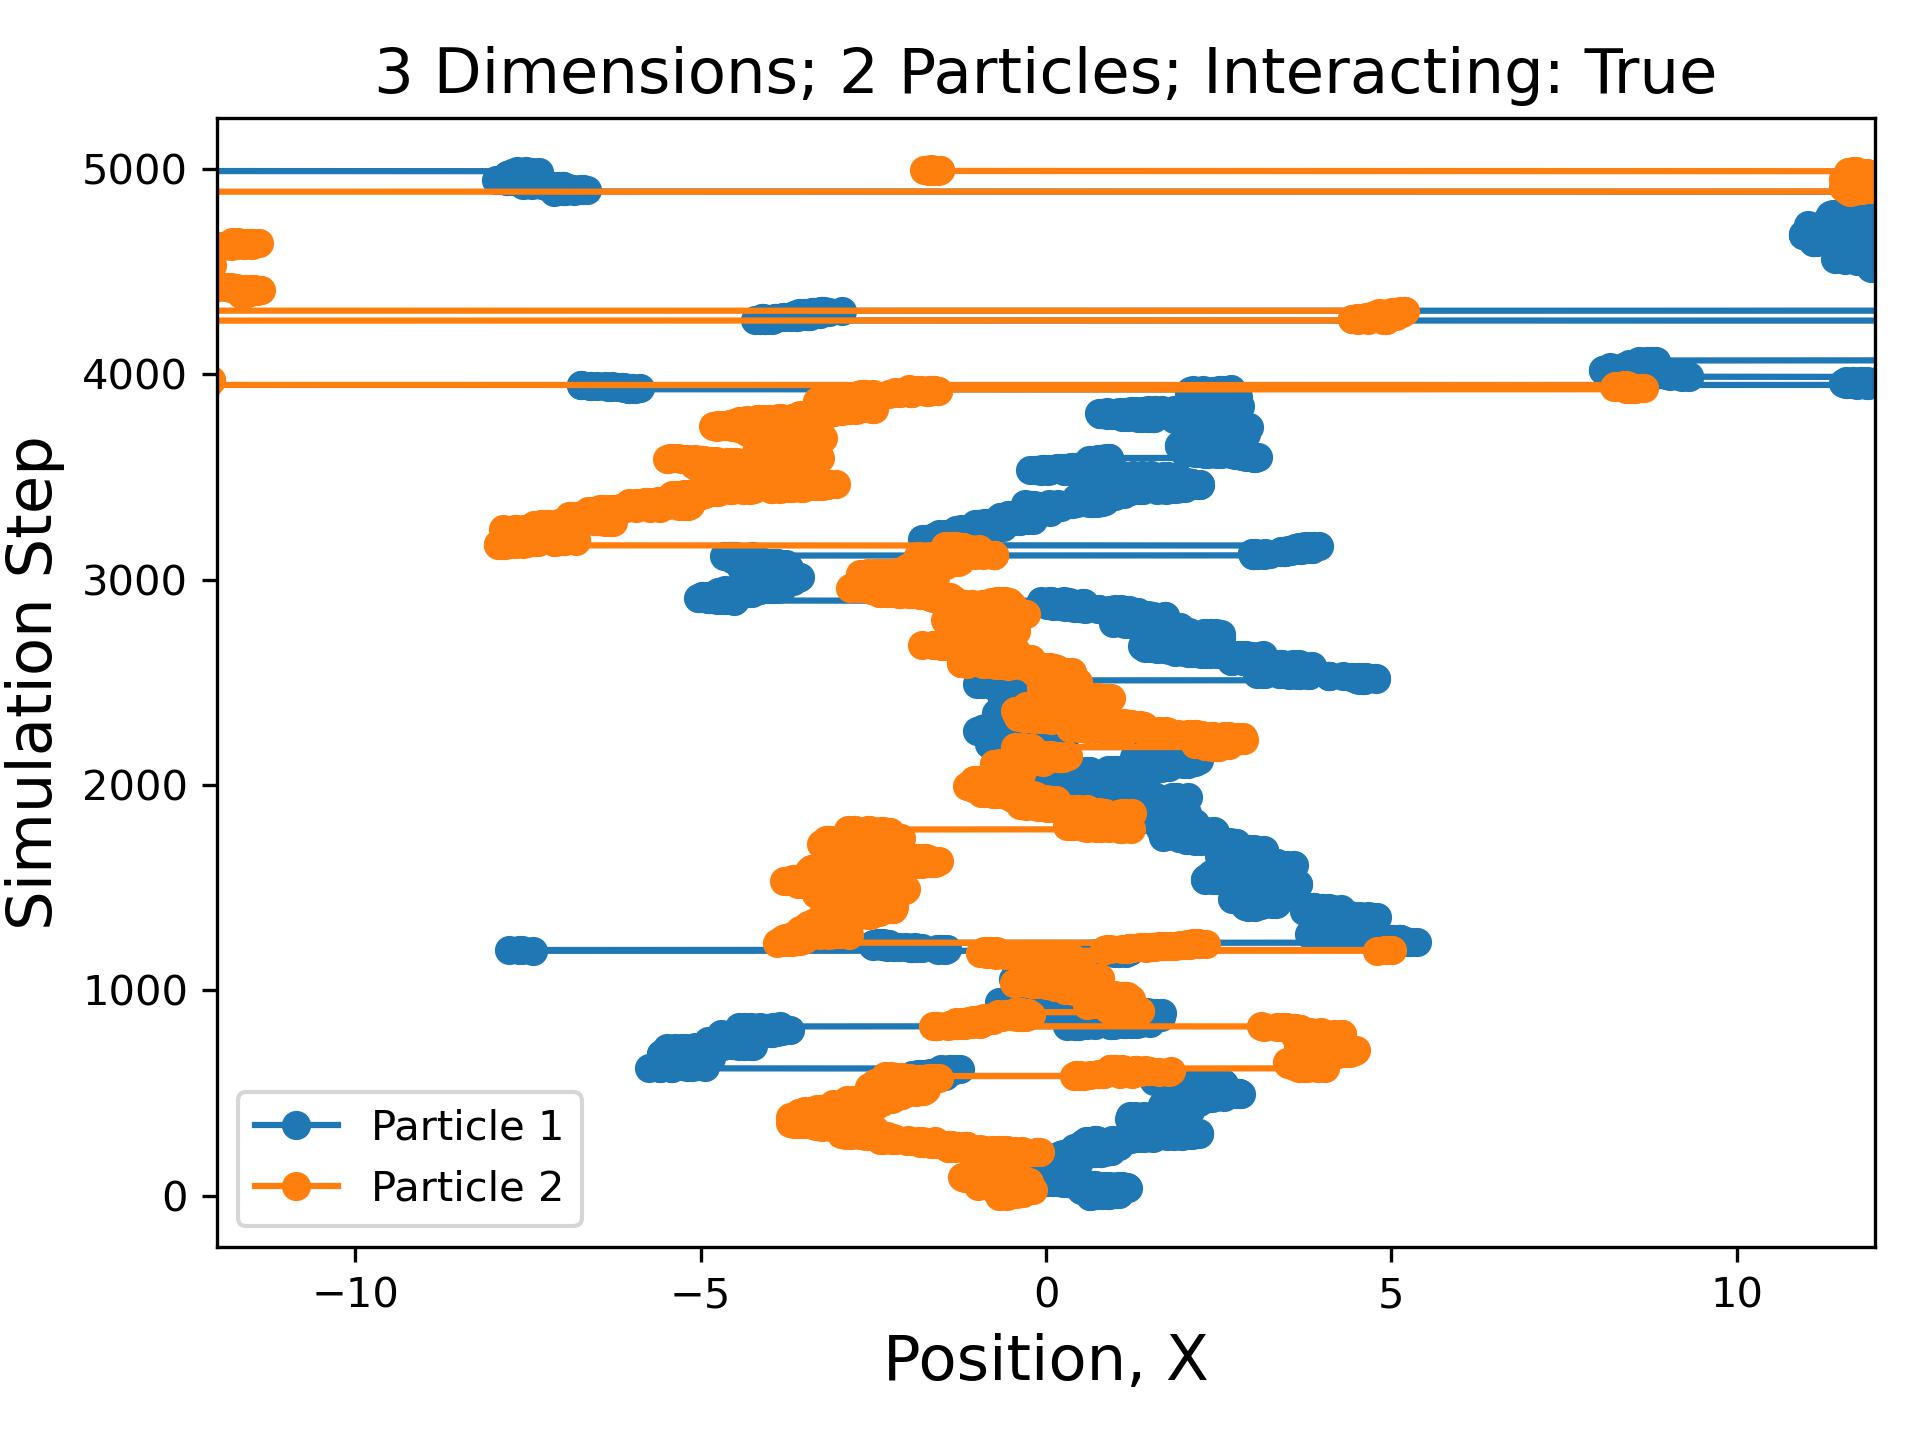 3 Dimensions; 2 Particles; Interacting: True
Simulation Step
5000
4000
3000
2000
1000
0
Particle 1
Particle 2
−10
−5
0
5
10
Position, X